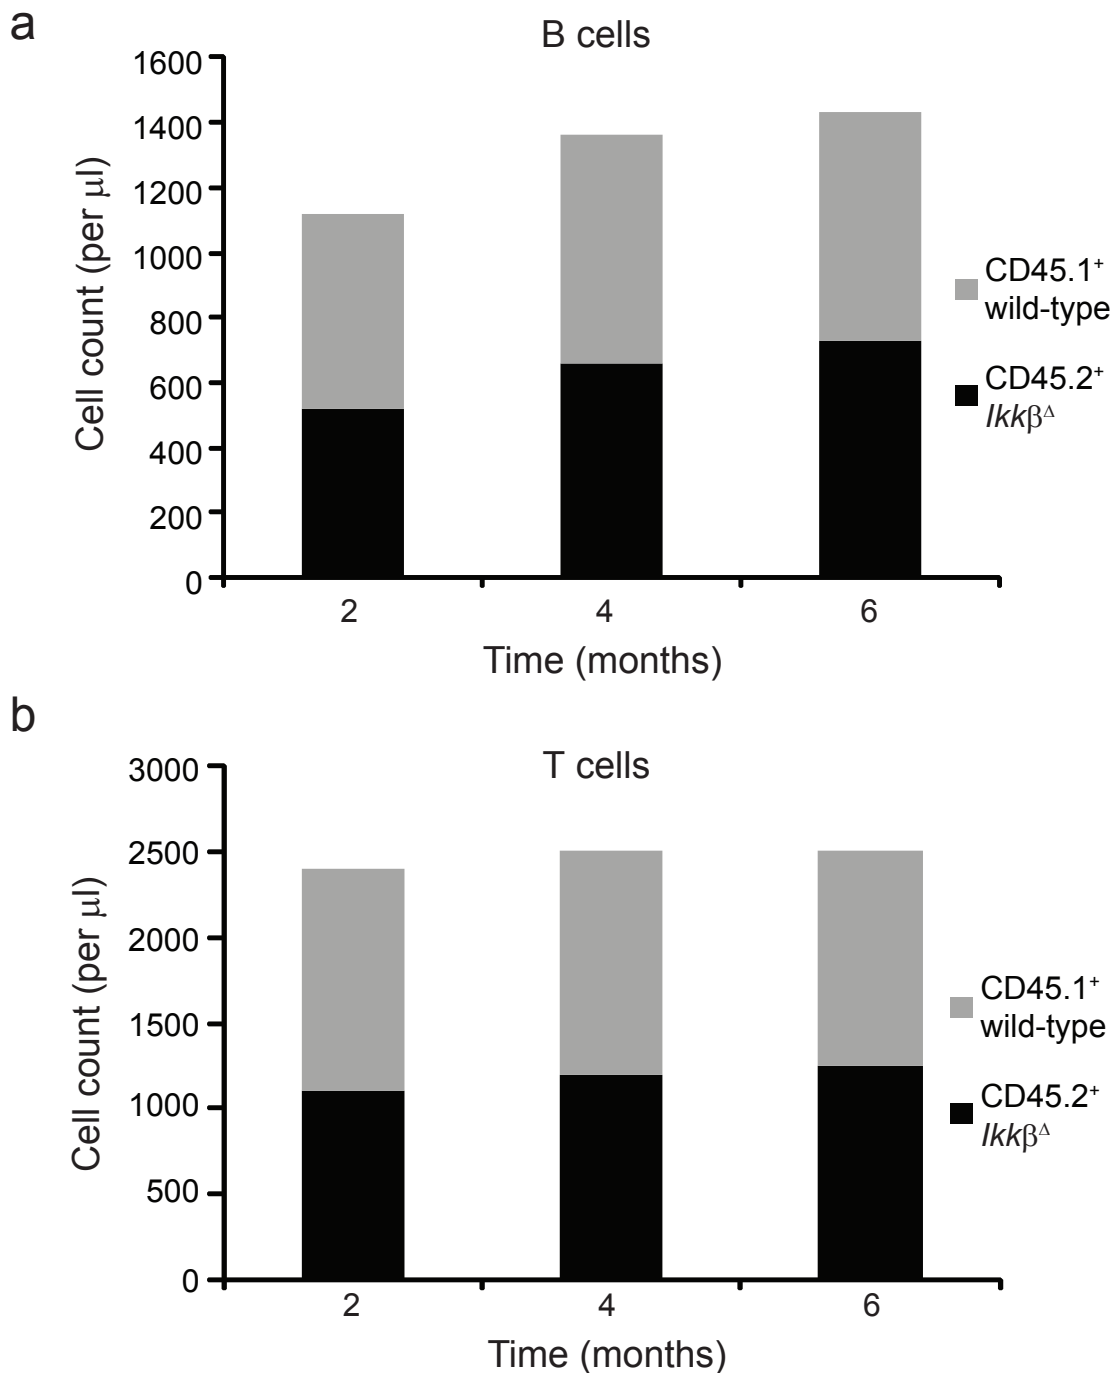 a
B cells
1600
1400
1200
1000
800
600
400
200
0
Cell count (per µl)
2
4
6
Time (months)
CD45.1⁺
wild-type
CD45.2⁺
Ikkβ^Δ
b
T cells
3000
2500
2000
1500
1000
500
0
Cell count (per µl)
2
4
6
Time (months)
CD45.1⁺
wild-type
CD45.2⁺
Ikkβ^Δ